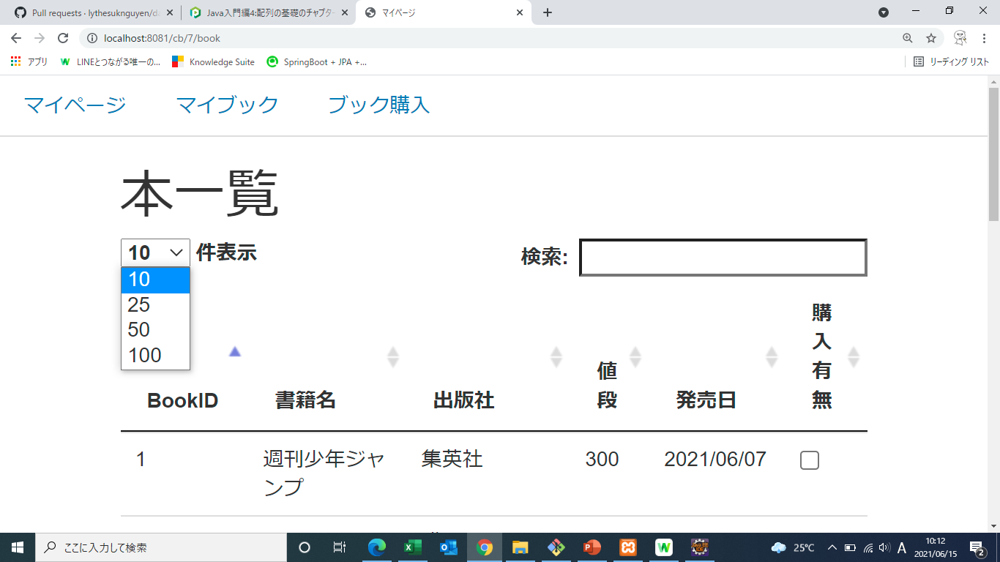 Pull requests · lythesuknguyen/d
Java入門編4:配列の基礎のチャプター
マイページ
localhost:8081/cb/7/book
アプリ
LINEとつながる唯一の...
Knowledge Suite
SpringBoot + JPA +...
リーディング リスト
マイページ マイブック ブック購入
本一覧
10 件表示
検索:
10
25
50
100
BookID 書籍名 出版社 値段 発売日 購入有無
1 週刊少年ジャンプ 集英社 300 2021/06/07
ここに入力して検索
25℃
A
10:12
2021/06/15
2